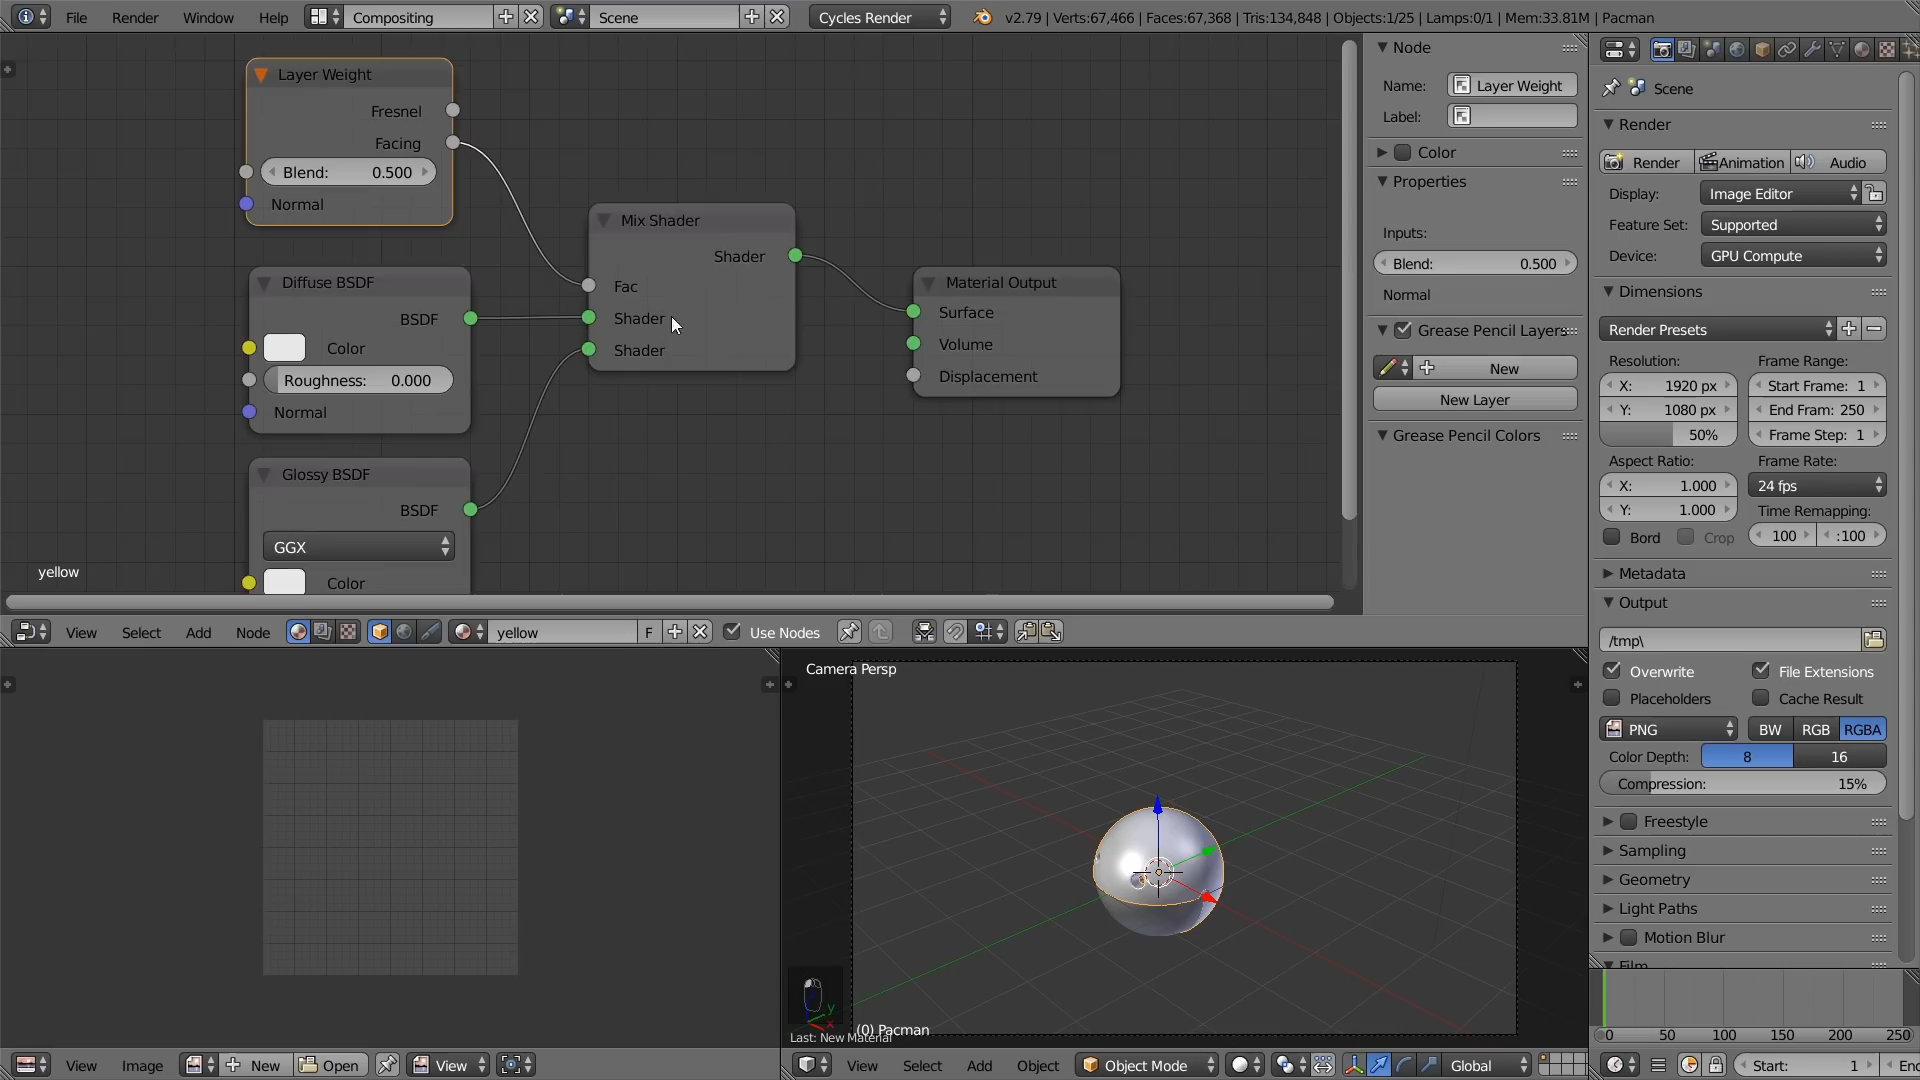 File Render Window Help Compositing Scene Cycles Render v2.79 | Verts:67,466 | Faces:67,368 | Tris:134,848 | Objects:1/25 | Lamps:0/1 | Mem:33.81M | Pacman
Layer Weight
Fresnel
Facing
Blend: 0.500
Normal
Diffuse BSDF
BSDF
Color
Roughness: 0.000
Normal
Glossy BSDF
BSDF
GGX
Color
Mix Shader
Shader
Fac
Shader
Shader
Material Output
Surface
Volume
Displacement
yellow
View Select Add Node yellow F Use Nodes
Node
Name: Layer Weight
Label:
Color
Properties
Inputs:
Blend: 0.500
Normal
Grease Pencil Layers
New
New Layer
Grease Pencil Colors
Scene
Render
Render Animation Audio
Display: Image Editor
Feature Set: Supported
Device: GPU Compute
Dimensions
Render Presets
Resolution: Frame Range:
X: 1920 px Start Frame: 1
Y: 1080 px End Fram: 250
50% Frame Step: 1
Aspect Ratio: Frame Rate:
X: 1.000 24 fps
Y: 1.000 Time Remapping:
Bord Crop 100 :100
Metadata
Output
/tmp\
Overwrite File Extensions
Placeholders Cache Result
PNG BW RGB RGBA
Color Depth: 8 16
Compression: 15%
Freestyle
Sampling
Geometry
Light Paths
Motion Blur
Film
0 50 100 150 200 250
Start: 1 End
Camera Persp
y
x
(0) Pacman
Last: New Material
View Image New Open View
View Select Add Object Object Mode Global